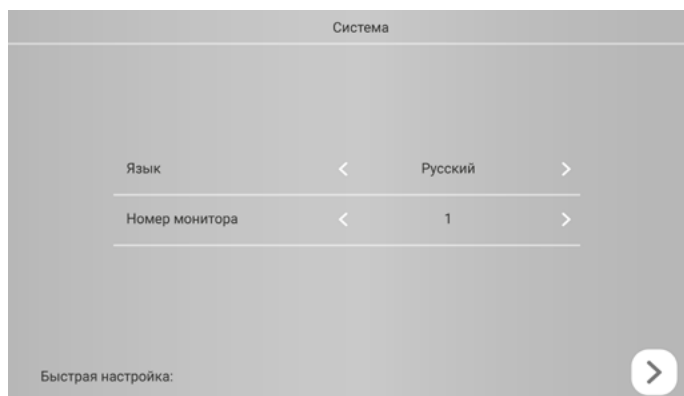 Система
Язык Русский
Номер монитора 1
Быстрая настройка: